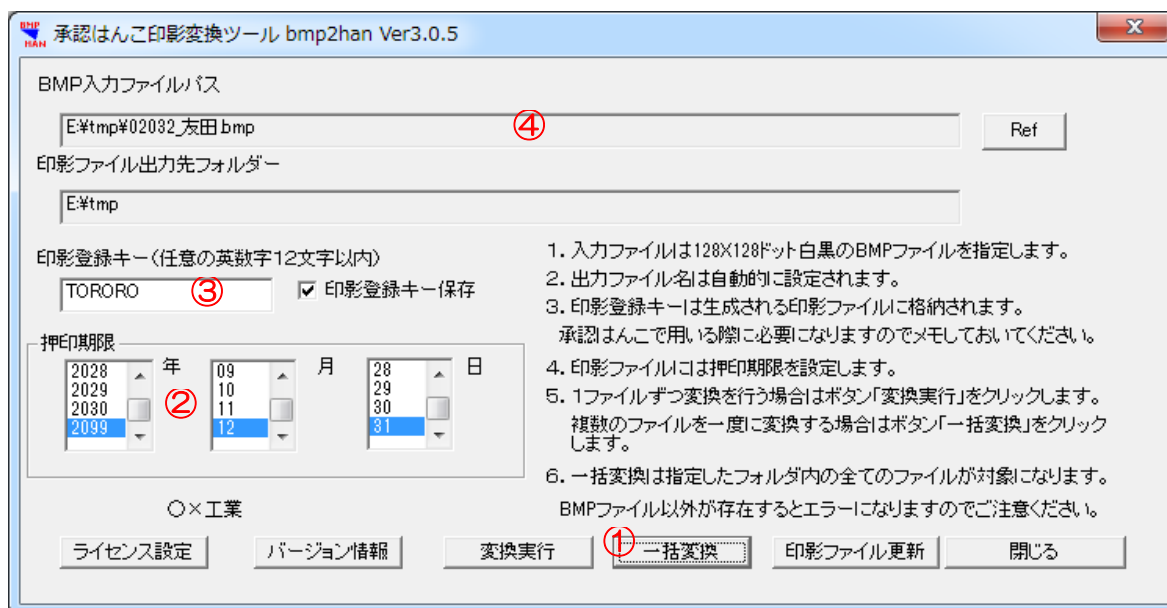 BMP HAN 承認はんこ印影変換ツール bmp2han Ver3.0.5
BMP入力ファイルパス
E:¥tmp¥02032_友田.bmp ④ Ref
印影ファイル出力先フォルダー
E:¥tmp
印影登録キー(任意の英数字12文字以内)
TORORO ③ 印影登録キー保存
押印期限
2028 年 09 月 28 日
2029 10 29
2030 ② 11 30
2099 12 31
1. 入力ファイルは128X128ドット白黒のBMPファイルを指定します。
2. 出力ファイル名は自動的に設定されます。
3. 印影登録キーは生成される印影ファイルに格納されます。
承認はんこで用いる際に必要になりますのでメモしておいてください。
4. 印影ファイルには押印期限を設定します。
5. 1ファイルずつ変換を行う場合はボタン「変換実行」をクリックします。
複数のファイルを一度に変換する場合はボタン「一括変換」をクリック
します。
6. 一括変換は指定したフォルダ内の全てのファイルが対象になります。
BMPファイル以外が存在するとエラーになりますのでご注意ください。
○×工業
ライセンス設定 バージョン情報 変換実行 ① 一括変換 印影ファイル更新 閉じる